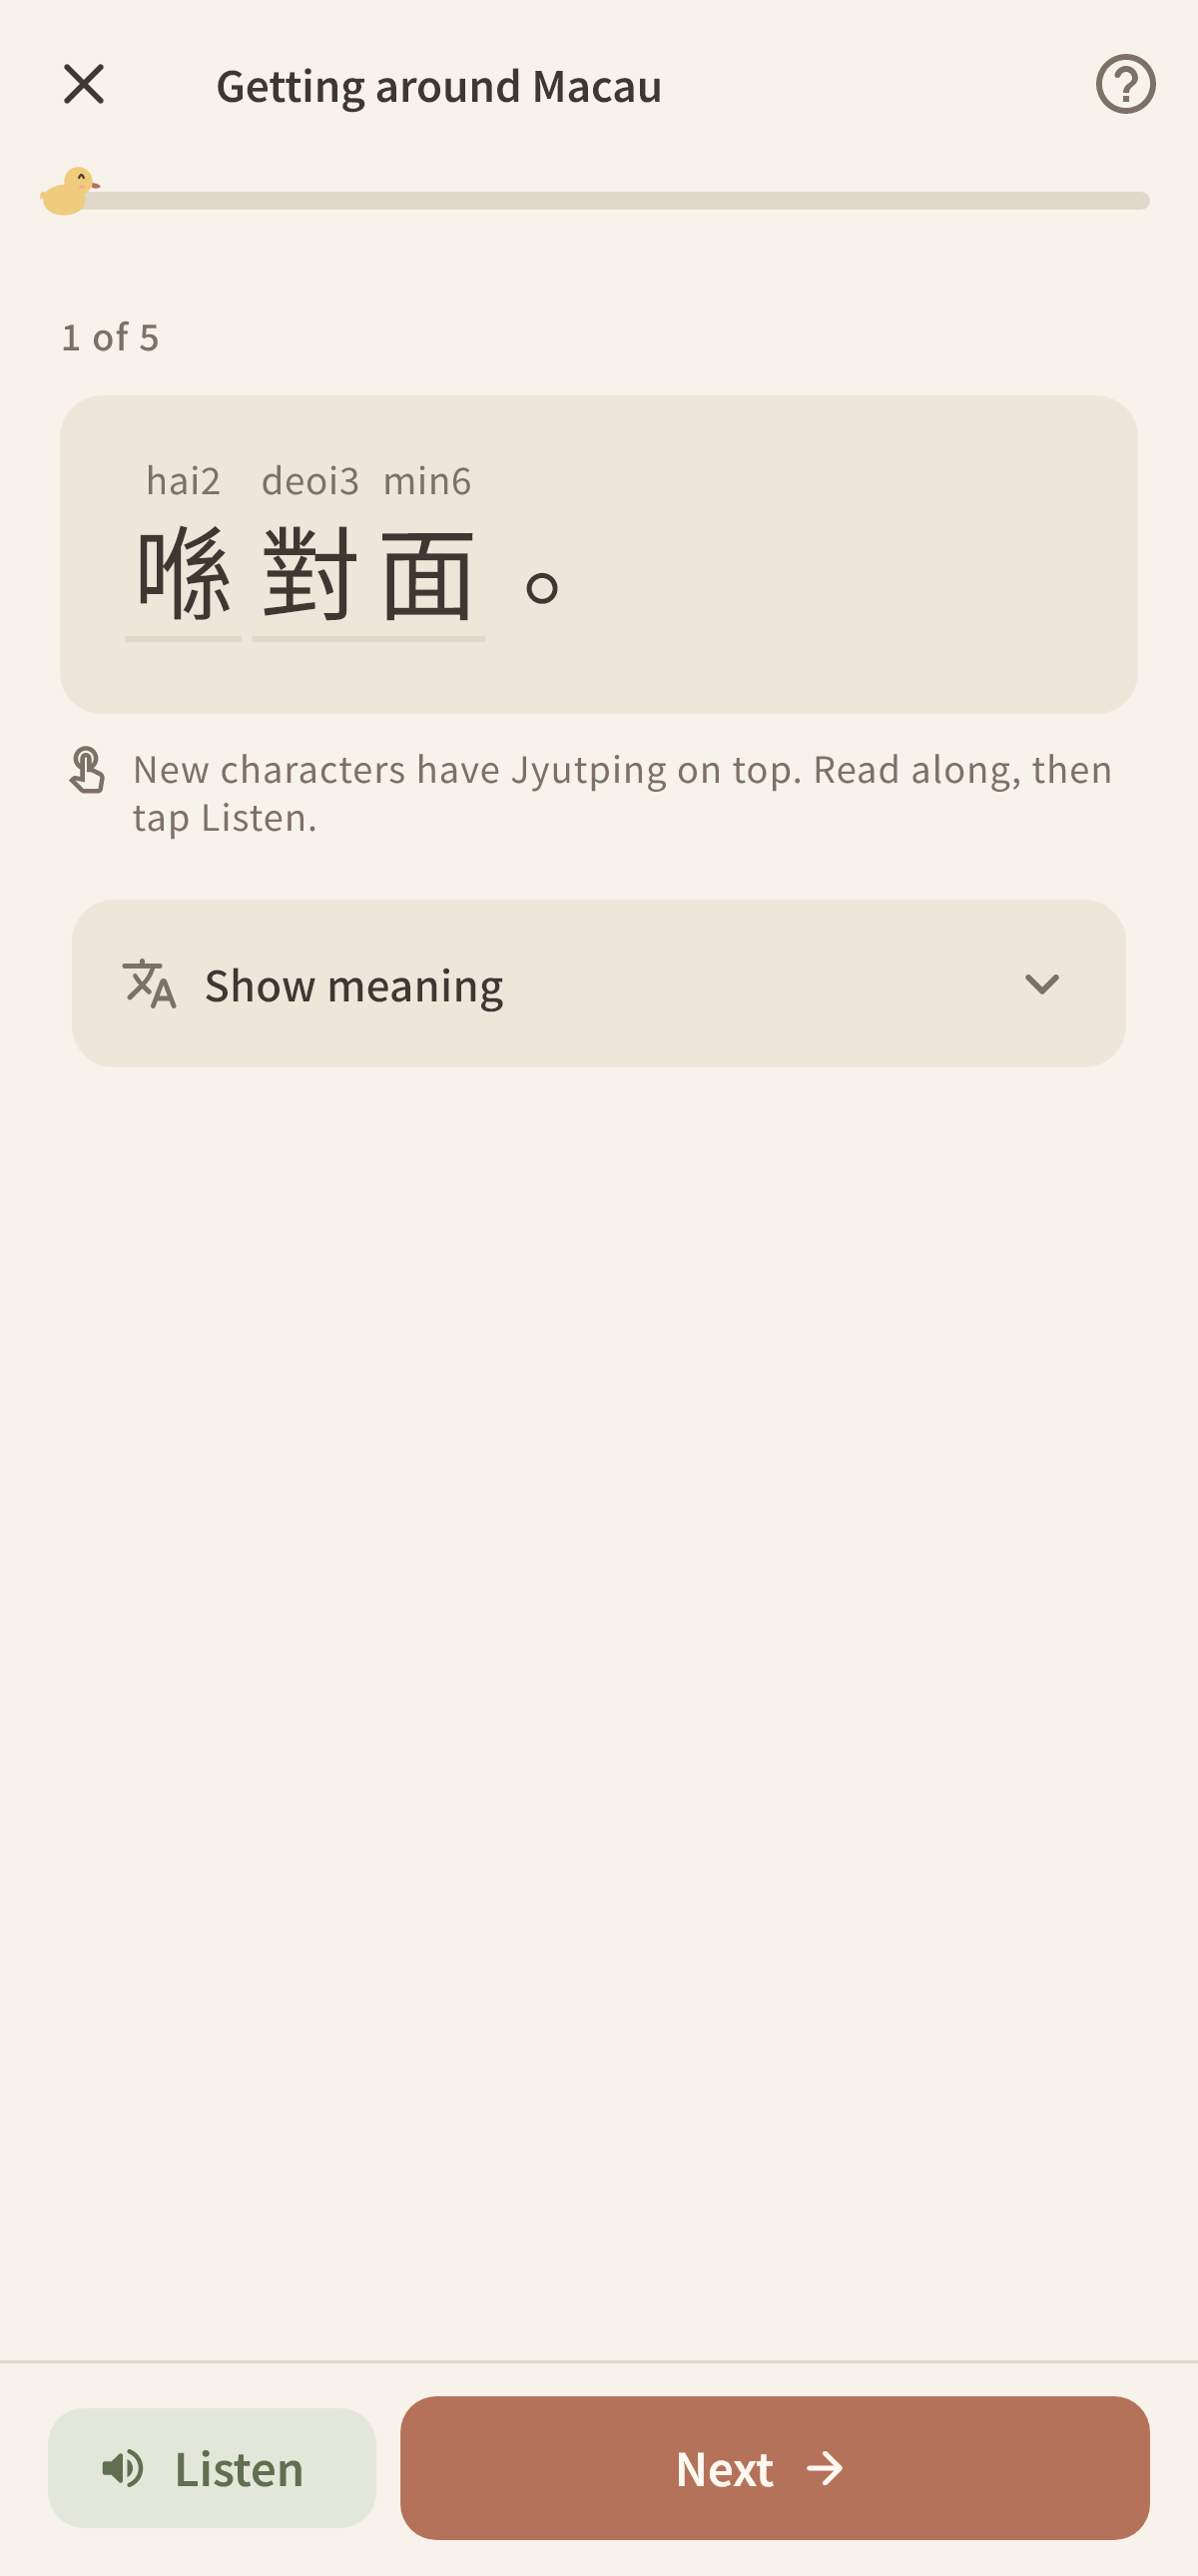 Getting around Macau
1 of 5
hai2 deoi3 min6
喺對面。
New characters have Jyutping on top. Read along, then
tap Listen.
Show meaning
Listen
Next